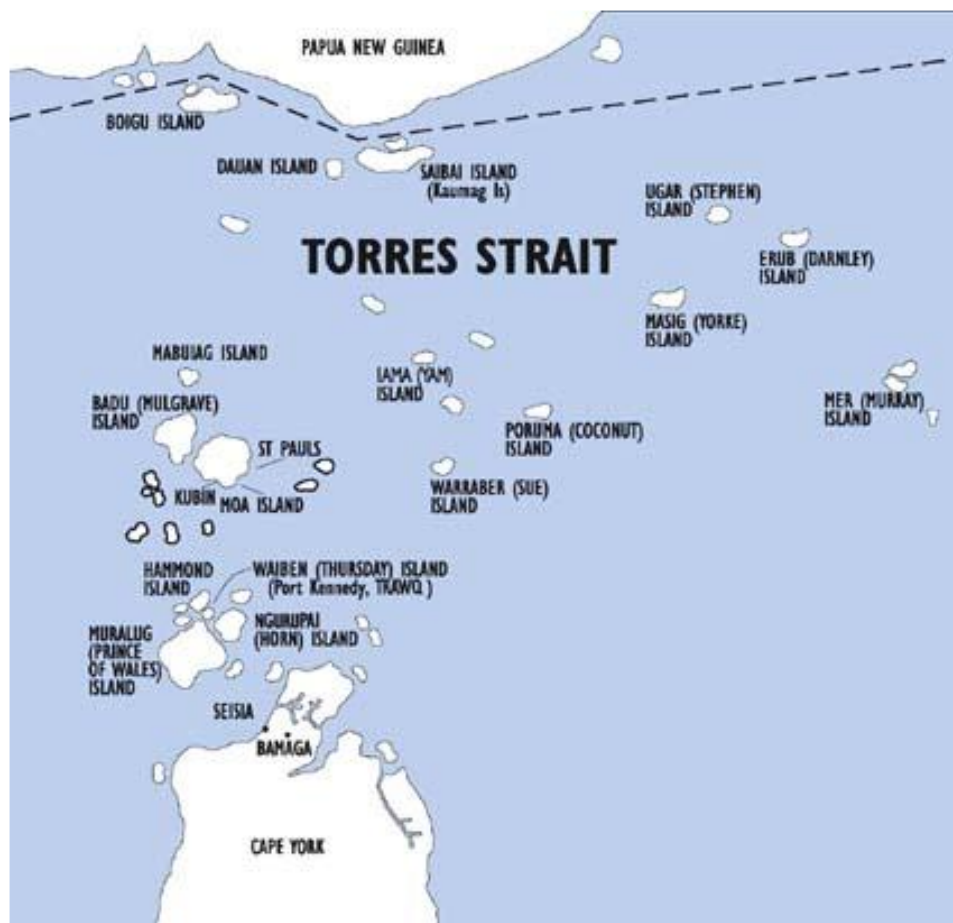 PAPUA NEW GUINEA
BOIGU ISLAND
DAUAN ISLAND
SAIBAI ISLAND
(Kaumag Is)
UGAR (STEPHEN)
ISLAND
TORRES STRAIT
ERUB (DARNLEY)
ISLAND
MASIG (YORKE)
ISLAND
MABUIAG ISLAND
IAMA (YAM)
ISLAND
BADU (MULGRAVE)
ISLAND
MER (MURRAY)
ISLAND
PORUMA (COCONUT)
ISLAND
ST PAULS
WARRABER (SUE)
ISLAND
KUBIN
MOA ISLAND
HAMMOND
ISLAND
WAIBEN (THURSDAY) ISLAND
(Port Kennedy, TRAWQ )
NGURUPAI
(HORN) ISLAND
MURALUG
(PRINCE
OF WALES)
ISLAND
SEISIA
BAMAGA
CAPE YORK